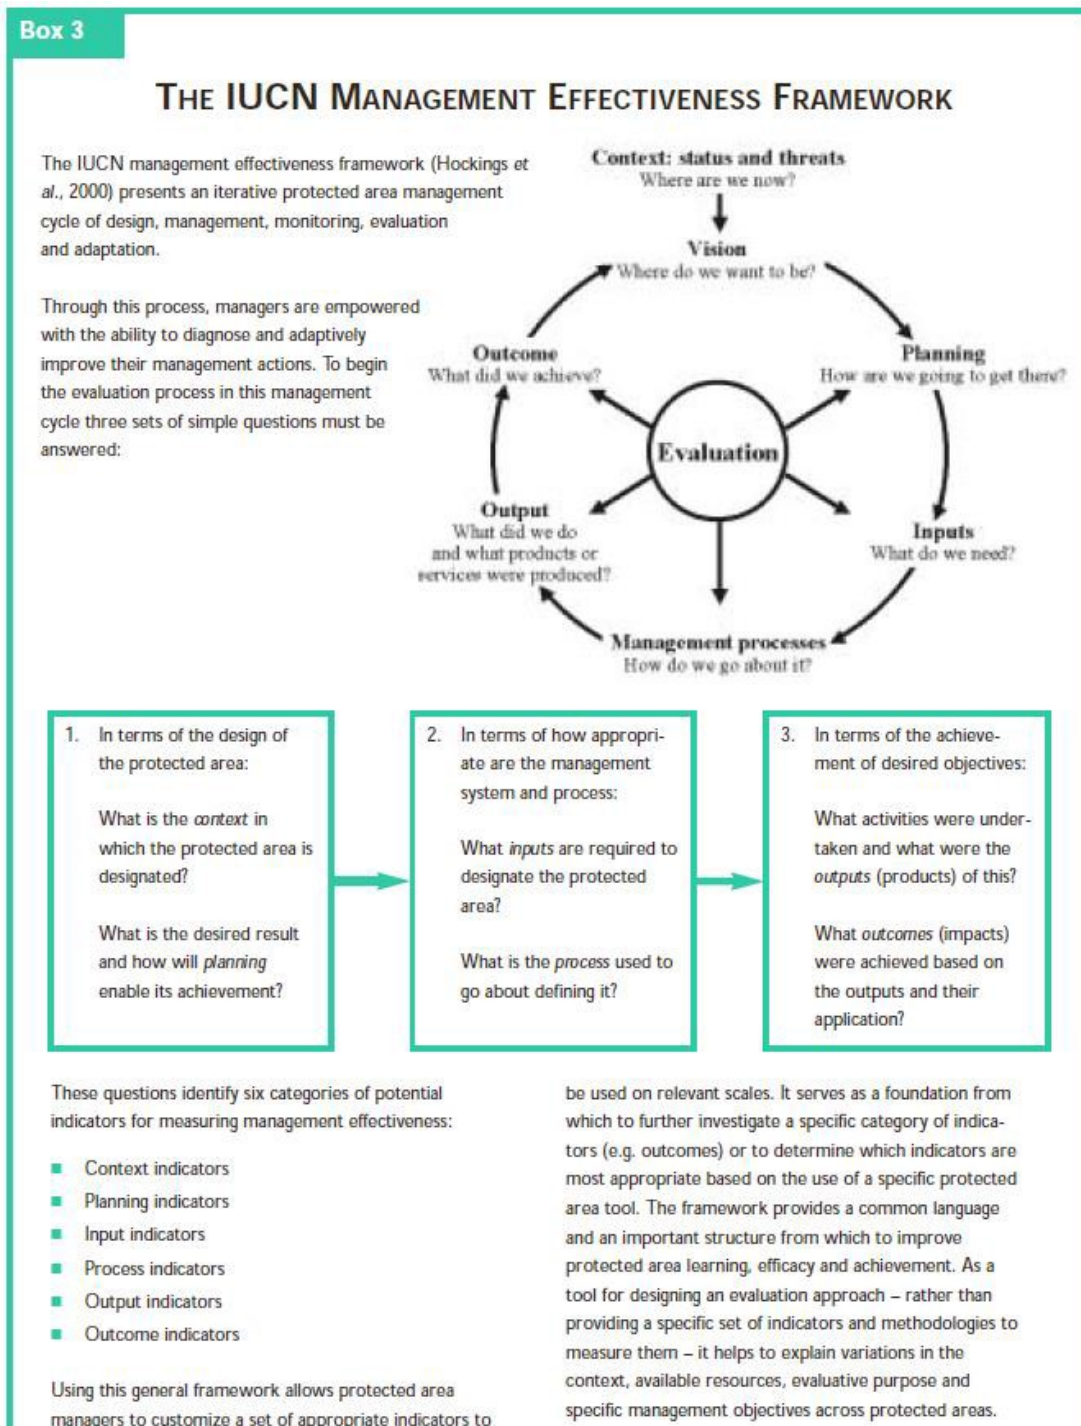 Box 3
THE IUCN MANAGEMENT EFFECTIVENESS FRAMEWORK
The IUCN management effectiveness framework (Hockings et
al., 2000) presents an iterative protected area management
cycle of design, management, monitoring, evaluation
and adaptation.
Through this process, managers are empowered
with the ability to diagnose and adaptively
improve their management actions. To begin
the evaluation process in this management
cycle three sets of simple questions must be
answered:
Context: status and threats
Where are we now?
Vision
Where do we want to be?
Outcome
What did we achieve?
Planning
How are we going to get there?
Evaluation
Output
What did we do
and what products or
services were produced?
Inputs
What do we need?
Management processes
How do we go about it?
1. In terms of the design of
the protected area:
What is the context in
which the protected area is
designated?
What is the desired result
and how will planning
enable its achievement?
2. In terms of how appropri-
ate are the management
system and process:
What inputs are required to
designate the protected
area?
What is the process used to
go about defining it?
3. In terms of the achieve-
ment of desired objectives:
What activities were under-
taken and what were the
outputs (products) of this?
What outcomes (impacts)
were achieved based on
the outputs and their
application?
These questions identify six categories of potential
indicators for measuring management effectiveness:
■ Context indicators
■ Planning indicators
■ Input indicators
■ Process indicators
■ Output indicators
■ Outcome indicators
Using this general framework allows protected area
managers to customize a set of appropriate indicators to
be used on relevant scales. It serves as a foundation from
which to further investigate a specific category of indica-
tors (e.g. outcomes) or to determine which indicators are
most appropriate based on the use of a specific protected
area tool. The framework provides a common language
and an important structure from which to improve
protected area learning, efficacy and achievement. As a
tool for designing an evaluation approach – rather than
providing a specific set of indicators and methodologies to
measure them – it helps to explain variations in the
context, available resources, evaluative purpose and
specific management objectives across protected areas.